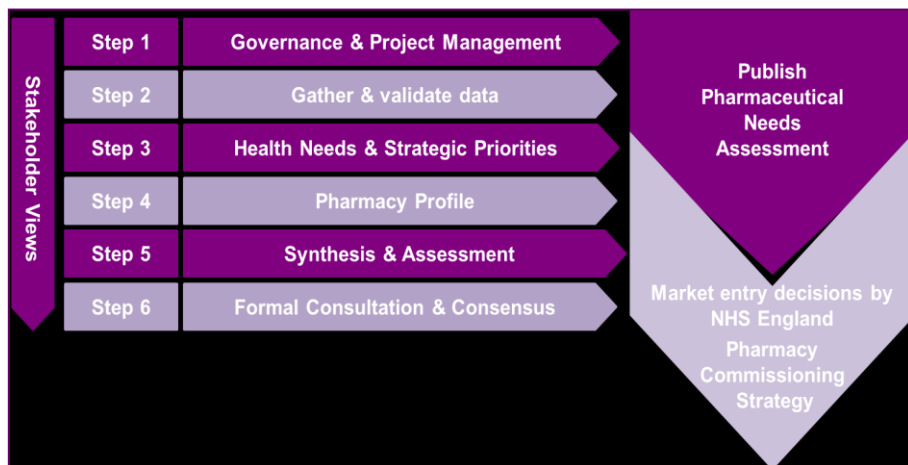 Stakeholder Views
Step 1
Governance & Project Management
Step 2
Gather & validate data
Step 3
Health Needs & Strategic Priorities
Step 4
Pharmacy Profile
Step 5
Synthesis & Assessment
Step 6
Formal Consultation & Consensus
Publish
Pharmaceutical
Needs
Assessment
Market entry decisions by
NHS England
Pharmacy
Commissioning
Strategy